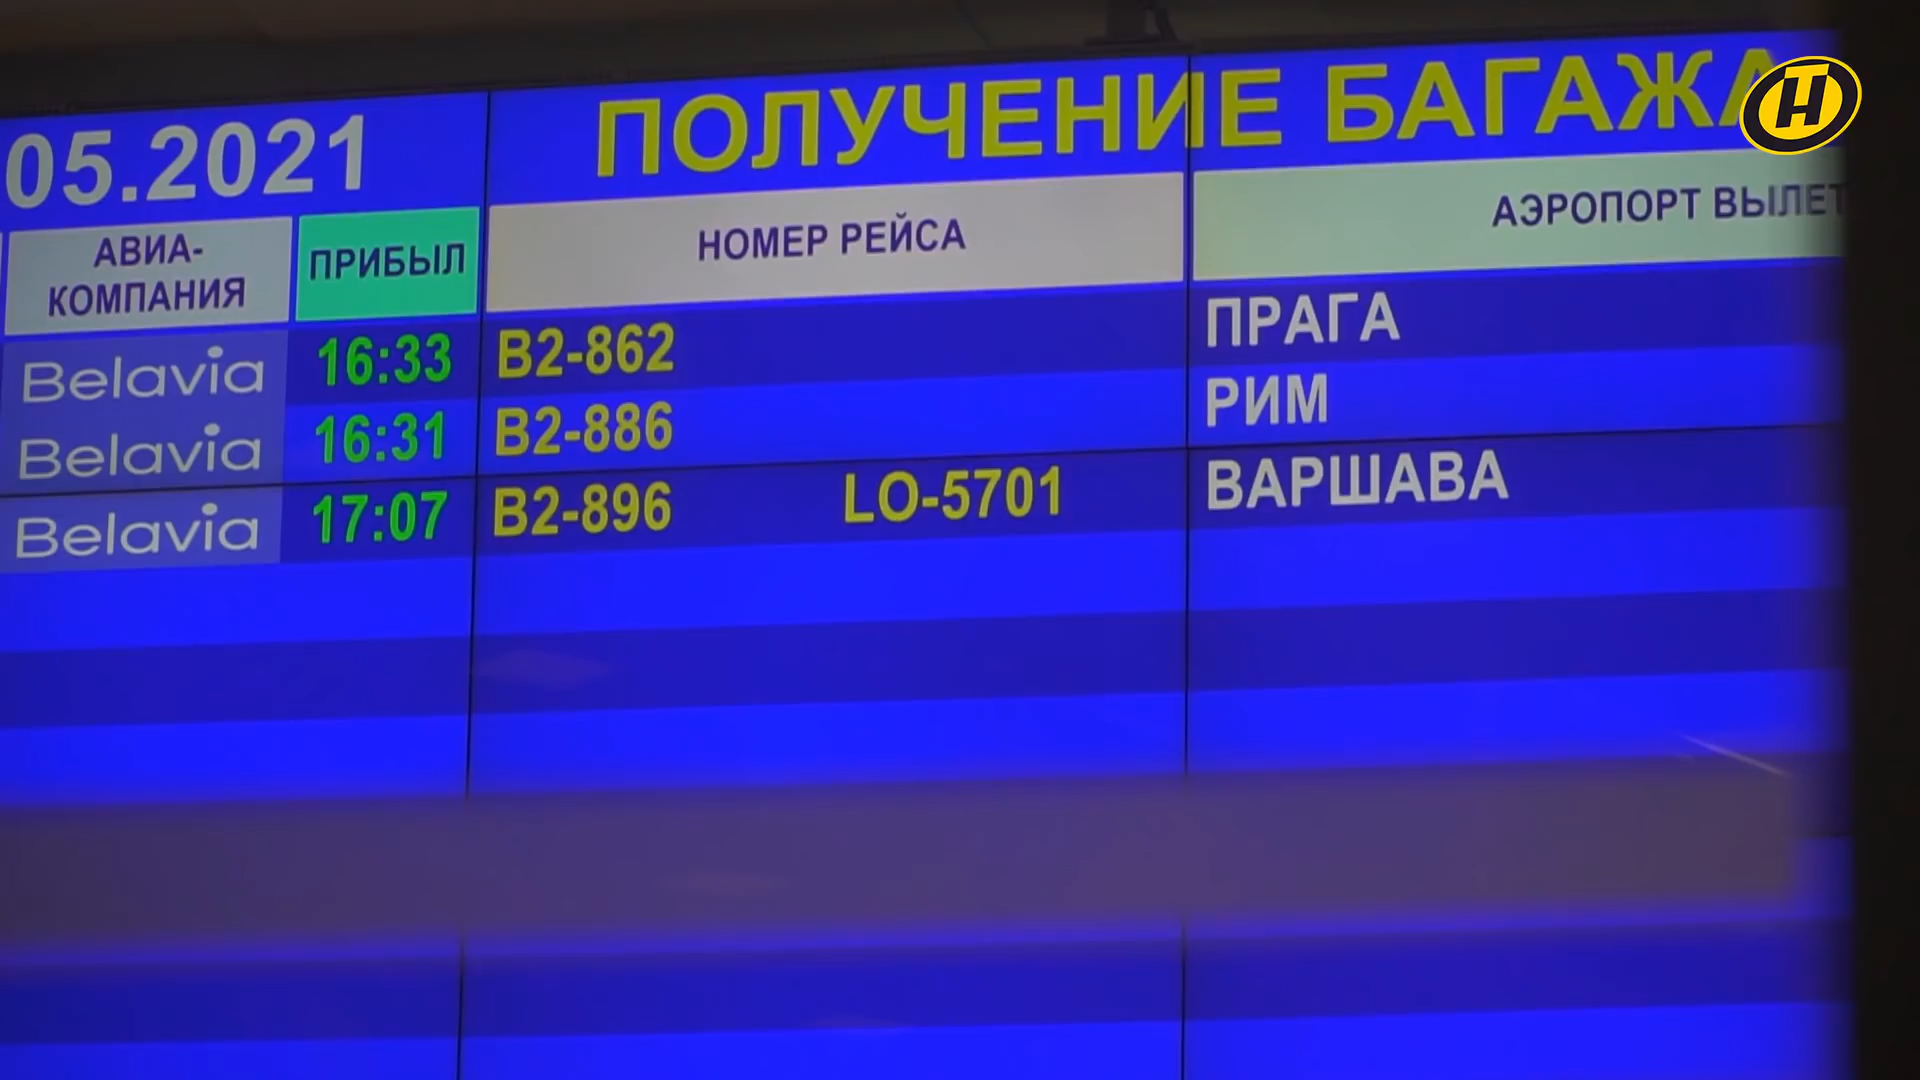 05.2021 ПОЛУЧЕНИЕ БАГАЖА
АВИА-
КОМПАНИЯ
ПРИБЫЛ
НОМЕР РЕЙСА
АЭРОПОРТ ВЫЛЕТ
Belavia 16:33 B2-862 ПРАГА
Belavia 16:31 B2-886 РИМ
Belavia 17:07 B2-896 LO-5701 ВАРШАВА
НТ